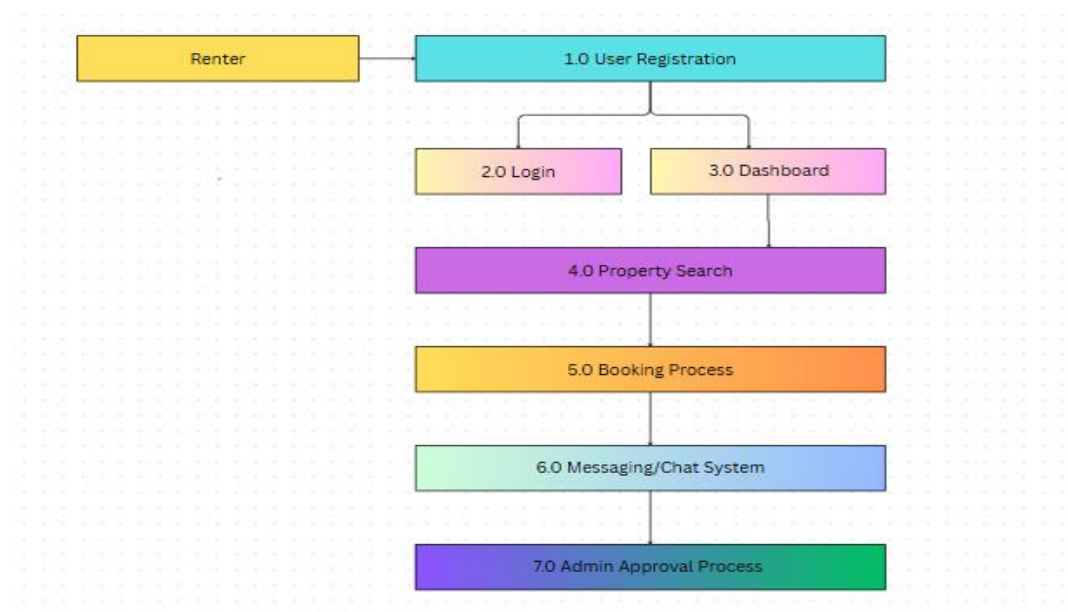 Renter
1.0 User Registration
2.0 Login
3.0 Dashboard
4.0 Property Search
5.0 Booking Process
6.0 Messaging/Chat System
7.0 Admin Approval Process